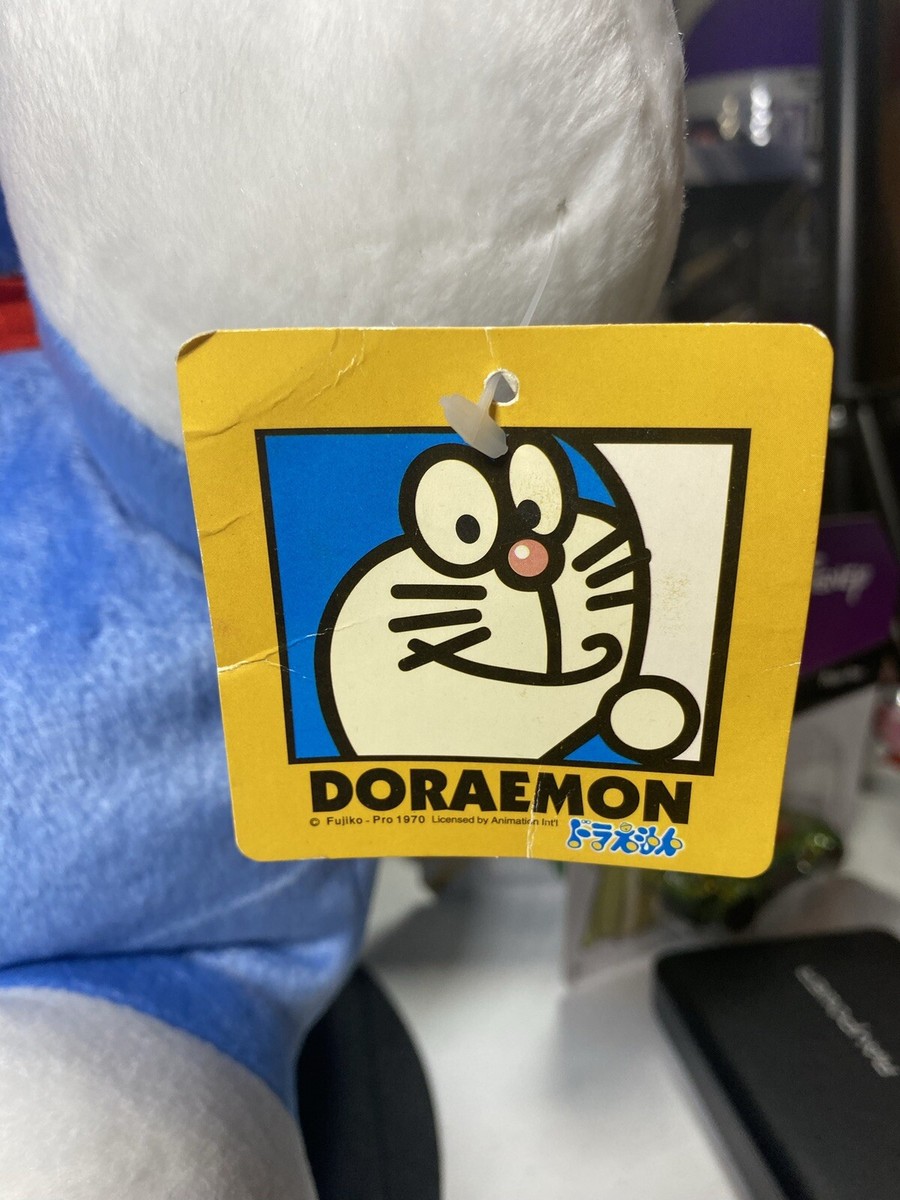 DORAEMON
© Fujiko - Pro 1970 Licensed by Animation Int'l
ドラえもん